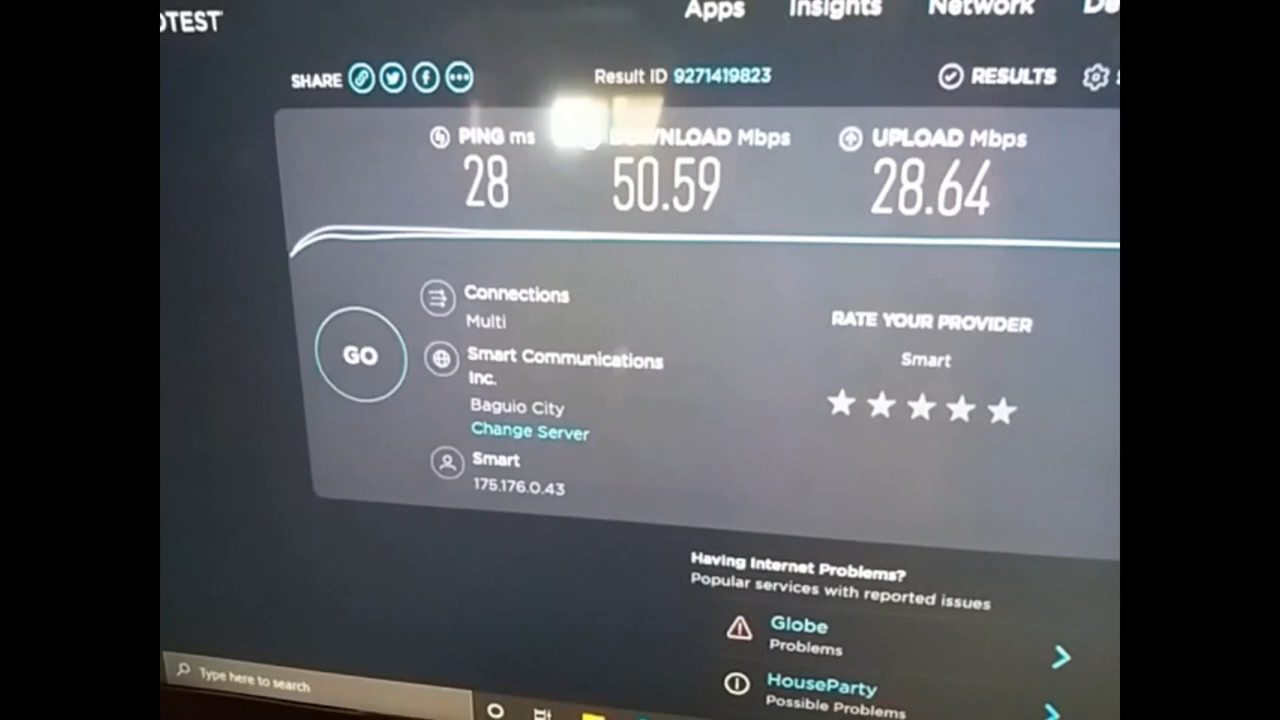 Apps Insights Network
SHARE Result ID 9271419823 RESULTS
PING ms DOWNLOAD Mbps UPLOAD Mbps
28 50.59 28.64
Connections
Multi
GO
Smart Communications
Inc.
Baguio City
Change Server
Smart
175.176.0.43
RATE YOUR PROVIDER
Smart
Having Internet Problems?
Popular services with reported issues
Globe
Problems
HouseParty
Possible Problems
Type here to search